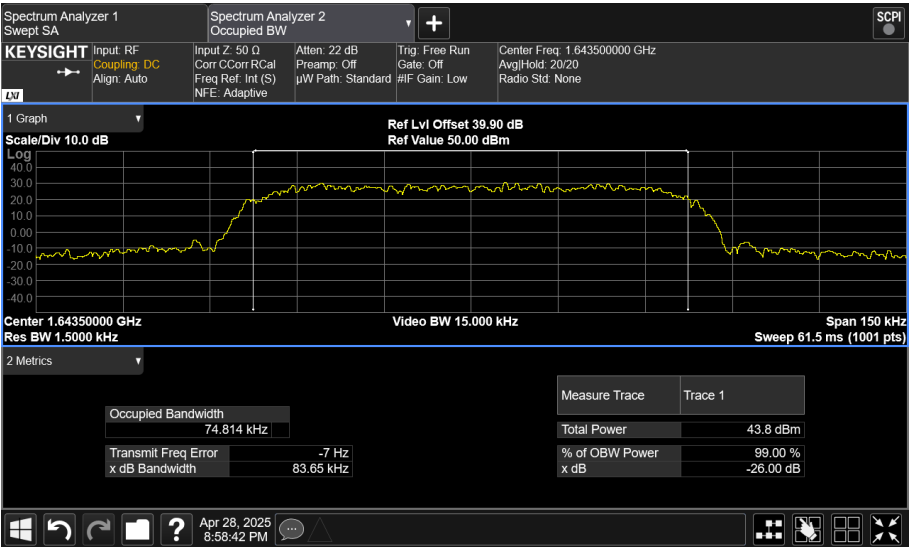 Spectrum Analyzer 1
Swept SA
Spectrum Analyzer 2
Occupied BW
+
SCPI
KEYSIGHT
LXI
Input: RF
Coupling: DC
Align: Auto
Input Z: 50 Ω
Corr CCorr RCal
Freq Ref: Int (S)
NFE: Adaptive
Atten: 22 dB
Preamp: Off
µW Path: Standard
Trig: Free Run
Gate: Off
#IF Gain: Low
Center Freq: 1.643500000 GHz
Avg|Hold: 20/20
Radio Std: None
1 Graph
Scale/Div 10.0 dB
Ref Lvl Offset 39.90 dB
Ref Value 50.00 dBm
Log
40.0
30.0
20.0
10.0
0.00
-10.0
-20.0
-30.0
-40.0
Center 1.64350000 GHz
Video BW 15.000 kHz
Span 150 kHz
Res BW 1.5000 kHz
Sweep 61.5 ms (1001 pts)
2 Metrics
Occupied Bandwidth
74.814 kHz
Transmit Freq Error -7 Hz
x dB Bandwidth 83.65 kHz
Measure Trace Trace 1
Total Power 43.8 dBm
% of OBW Power 99.00 %
x dB -26.00 dB
?
Apr 28, 2025
8:58:42 PM